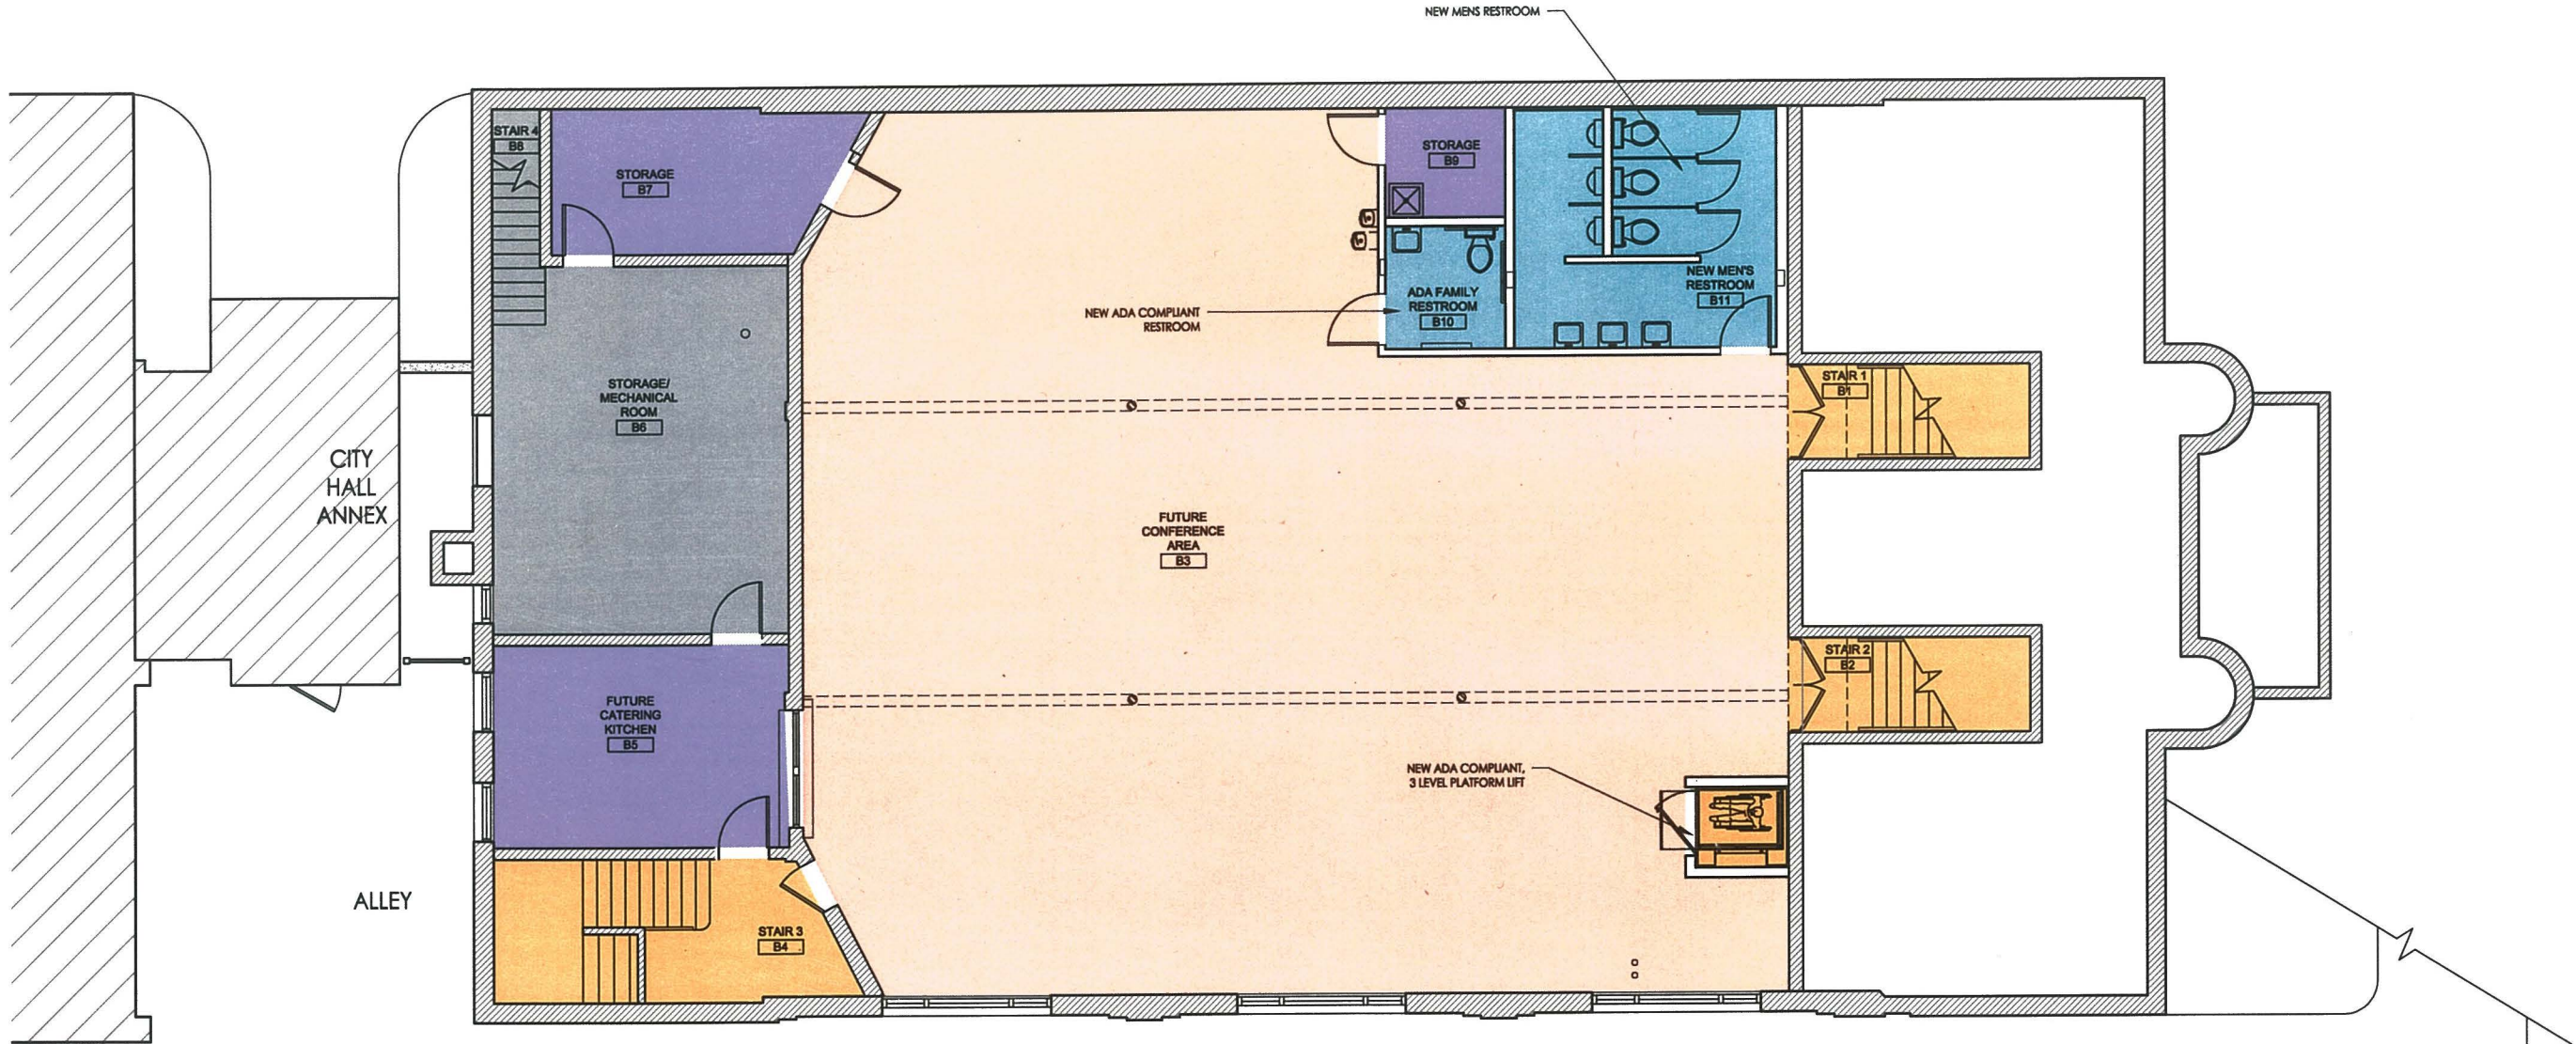 NEW MENS RESTROOM
STAIR 4
B8
STORAGE
B7
STORAGE
B9
NEW MEN'S
RESTROOM
B11
ADA FAMILY
RESTROOM
B10
NEW ADA COMPLIANT
RESTROOM
STORAGE/
MECHANICAL
ROOM
B6
STAIR 1
B1
CITY
HALL
ANNEX
FUTURE
CONFERENCE
AREA
B3
STAIR 2
B2
FUTURE
CATERING
KITCHEN
B5
NEW ADA COMPLIANT,
3 LEVEL PLATFORM LIFT
ALLEY
STAIR 3
B4